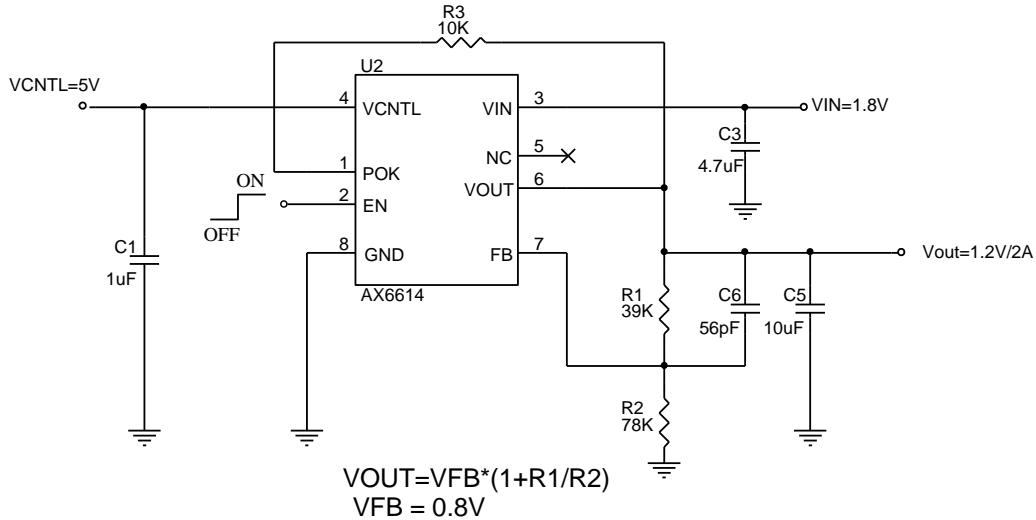 R3
10K
U2
VCNTL=5V
4
VCNTL
VIN
3
VIN=1.8V
C3
4.7uF
NC
5
1
POK
VOUT
6
ON
OFF
2
EN
8
GND
FB
7
Vout=1.2V/2A
C1
1uF
AX6614
R1
39K
C6
56pF
C5
10uF
R2
78K
VOUT=VFB*(1+R1/R2)
VFB = 0.8V